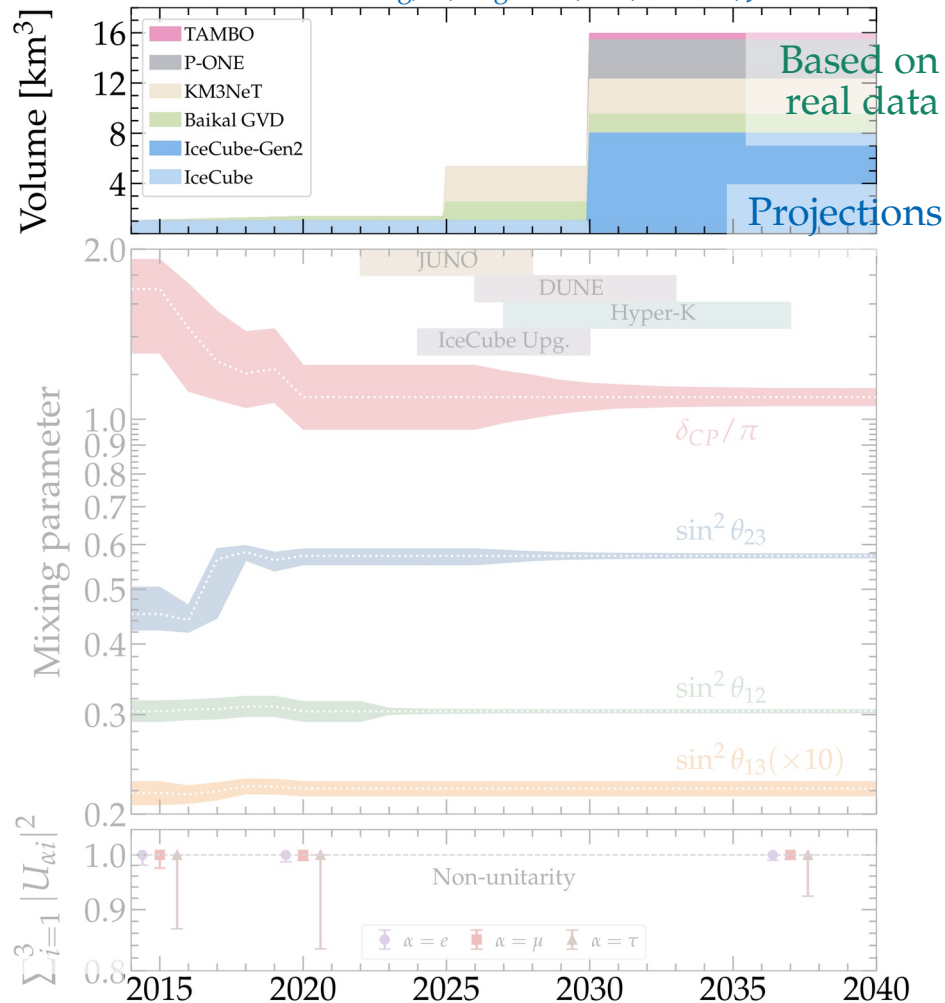 16
12
8
4
Volume [km³]
TAMBO
P-ONE
KM3NeT
Baikal GVD
IceCube-Gen2
IceCube
Based on
real data
Projections
2.0
1.0
0.9
0.8
0.7
0.6
0.5
0.4
0.3
0.2
Mixing parameter
JUNO
DUNE
Hyper-K
IceCube Upg.
δ_CP/π
sin² θ₂₃
sin² θ₁₂
sin² θ₁₃(×10)
1.0
0.9
0.8
∑³ᵢ₌₁ |U_αi|²
Non-unitarity
α = e α = μ α = τ
2015 2020 2025 2030 2035 2040